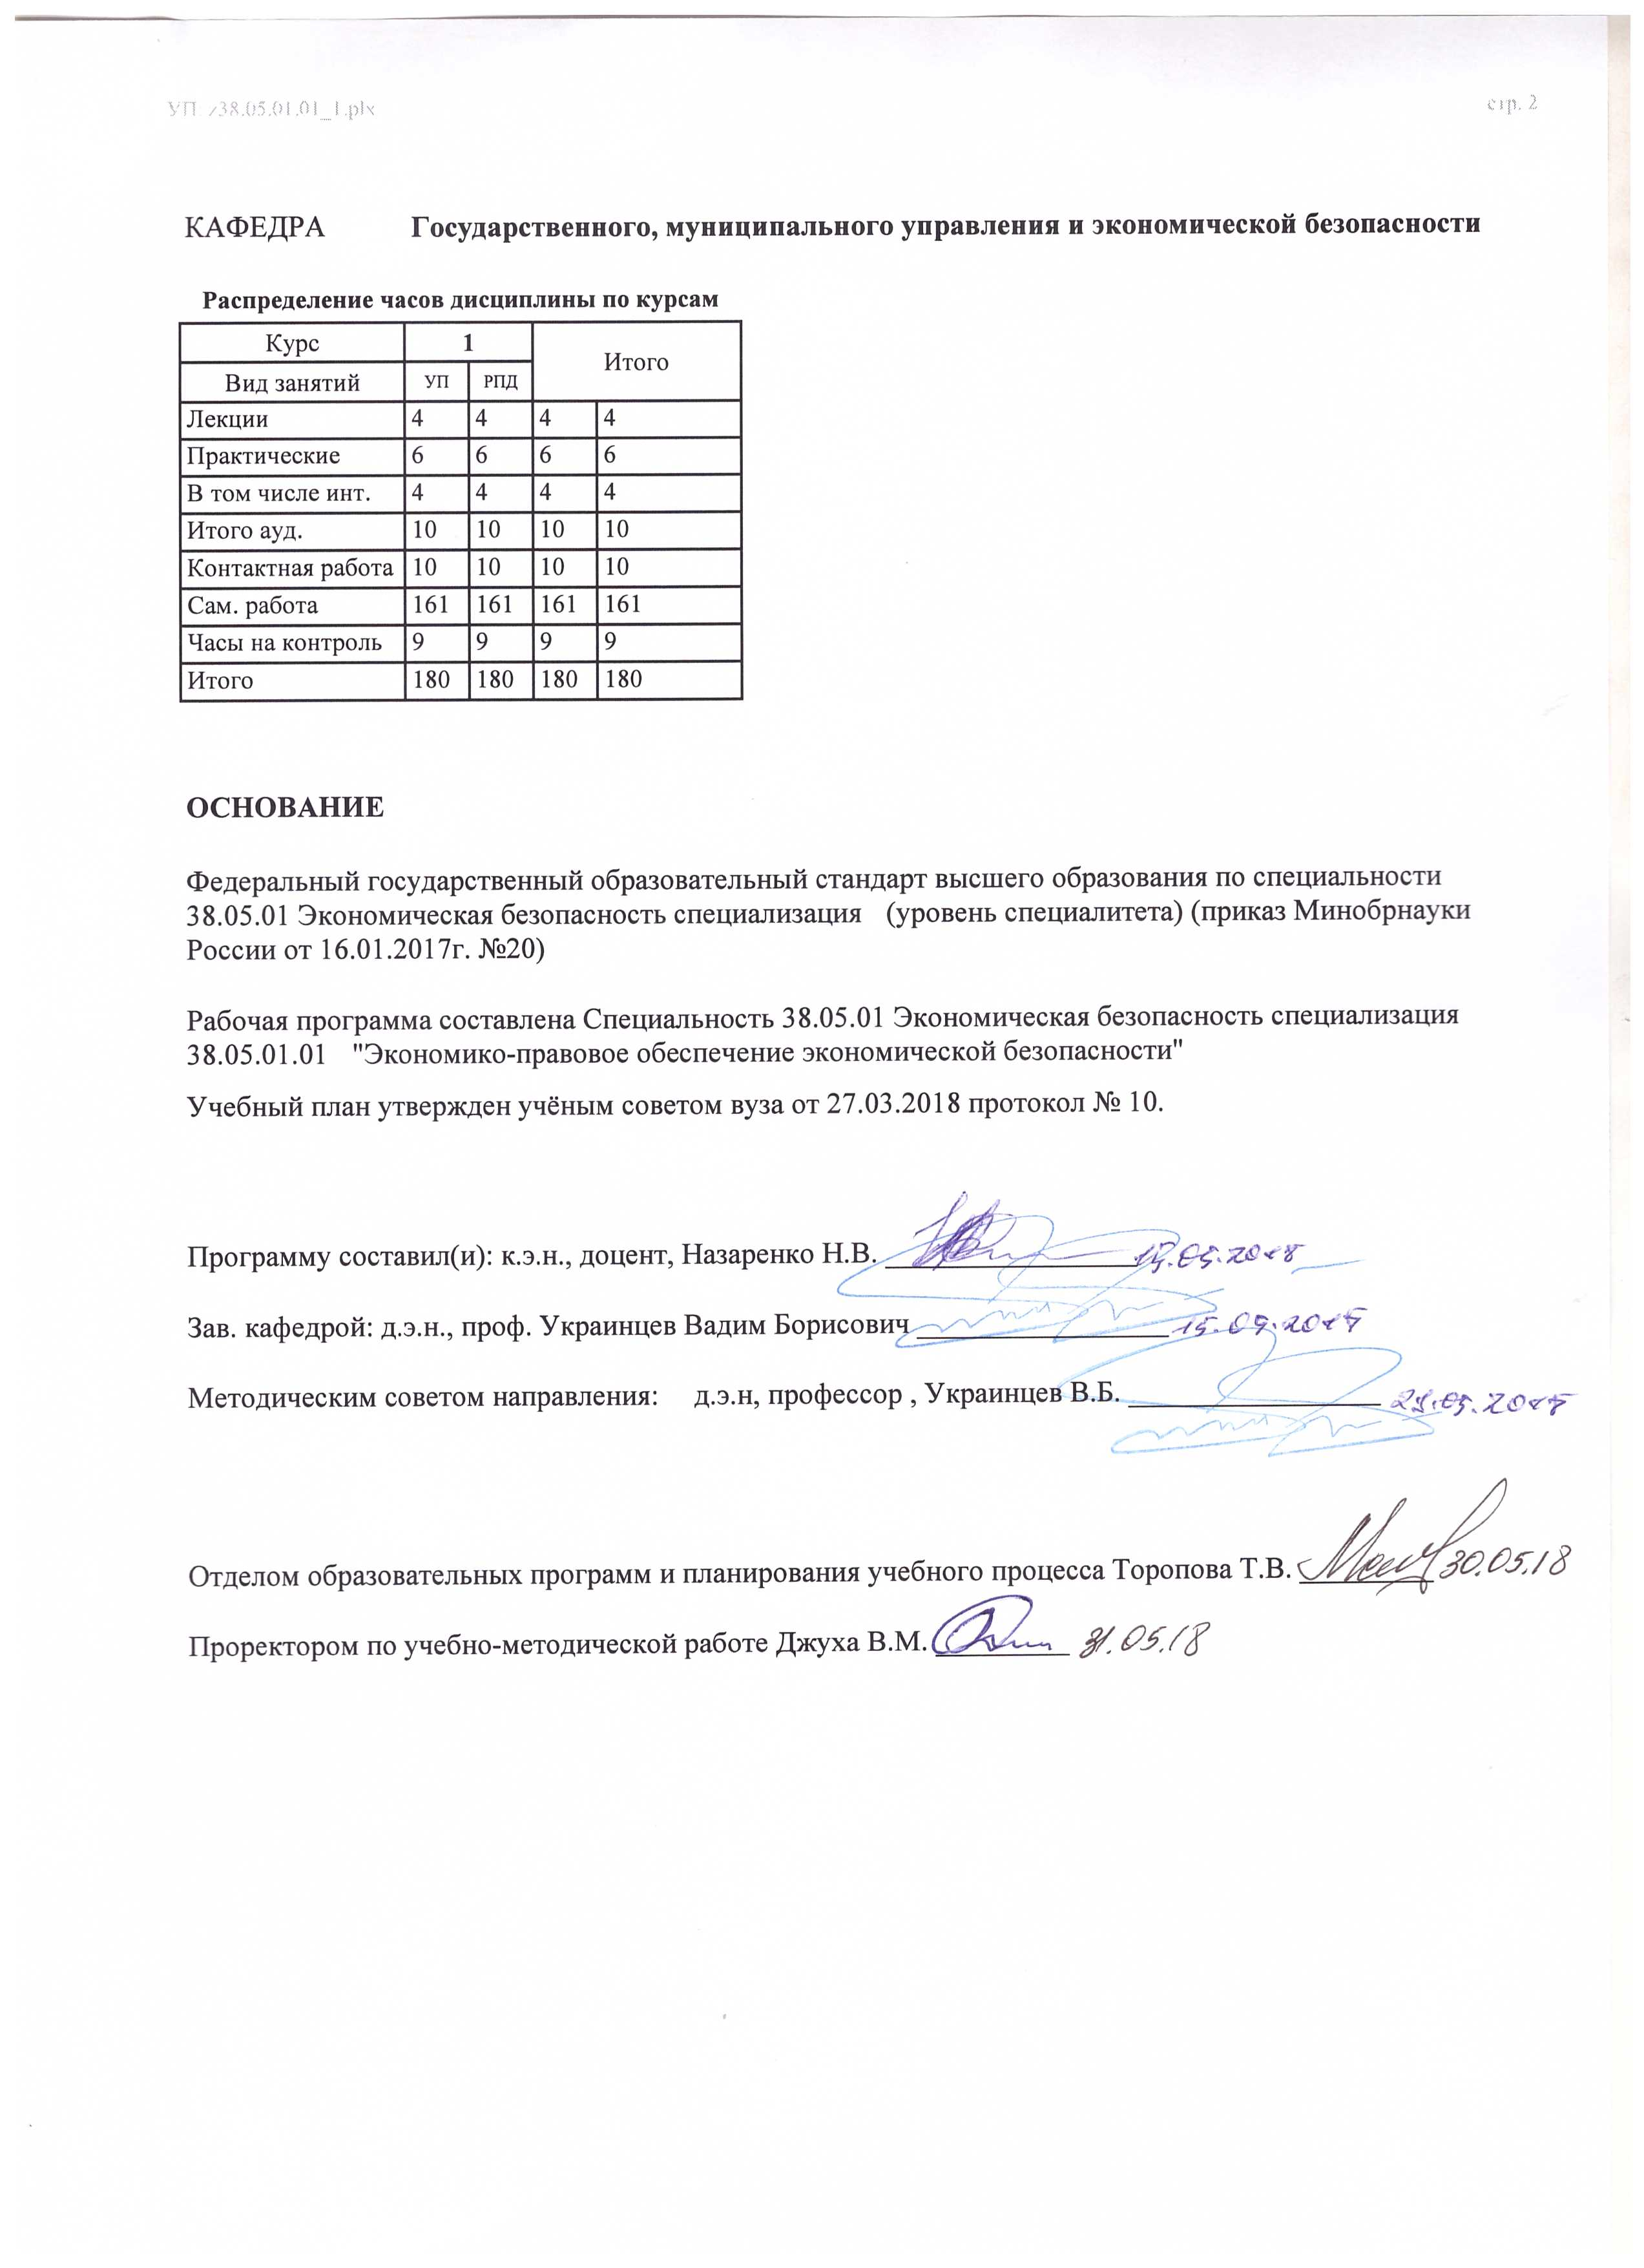 УП z38.05.01.01_1.plx стр. 2
КАФЕДРА Государственного, муниципального управления и экономической безопасности
Распределение часов дисциплины по курсам
Курс 1 Итого
Вид занятий УП РПД
Лекции 4 4 4 4
Практические 6 6 6 6
В том числе инт. 4 4 4 4
Итого ауд. 10 10 10 10
Контактная работа 10 10 10 10
Сам. работа 161 161 161 161
Часы на контроль 9 9 9 9
Итого 180 180 180 180
ОСНОВАНИЕ
Федеральный государственный образовательный стандарт высшего образования по специальности
38.05.01 Экономическая безопасность специализация (уровень специалитета) (приказ Минобрнауки
России от 16.01.2017г. №20)
Рабочая программа составлена Специальность 38.05.01 Экономическая безопасность специализация
38.05.01.01 "Экономико-правовое обеспечение экономической безопасности"
Учебный план утвержден учёным советом вуза от 27.03.2018 протокол № 10.
Программу составил(и): к.э.н., доцент, Назаренко Н.В.
Зав. кафедрой: д.э.н., проф. Украинцев Вадим Борисович
Методическим советом направления: д.э.н, профессор , Украинцев В.Б.
Отделом образовательных программ и планирования учебного процесса Торопова Т.В. 30.05.18
Проректором по учебно-методической работе Джуха В.М. 31.05.18